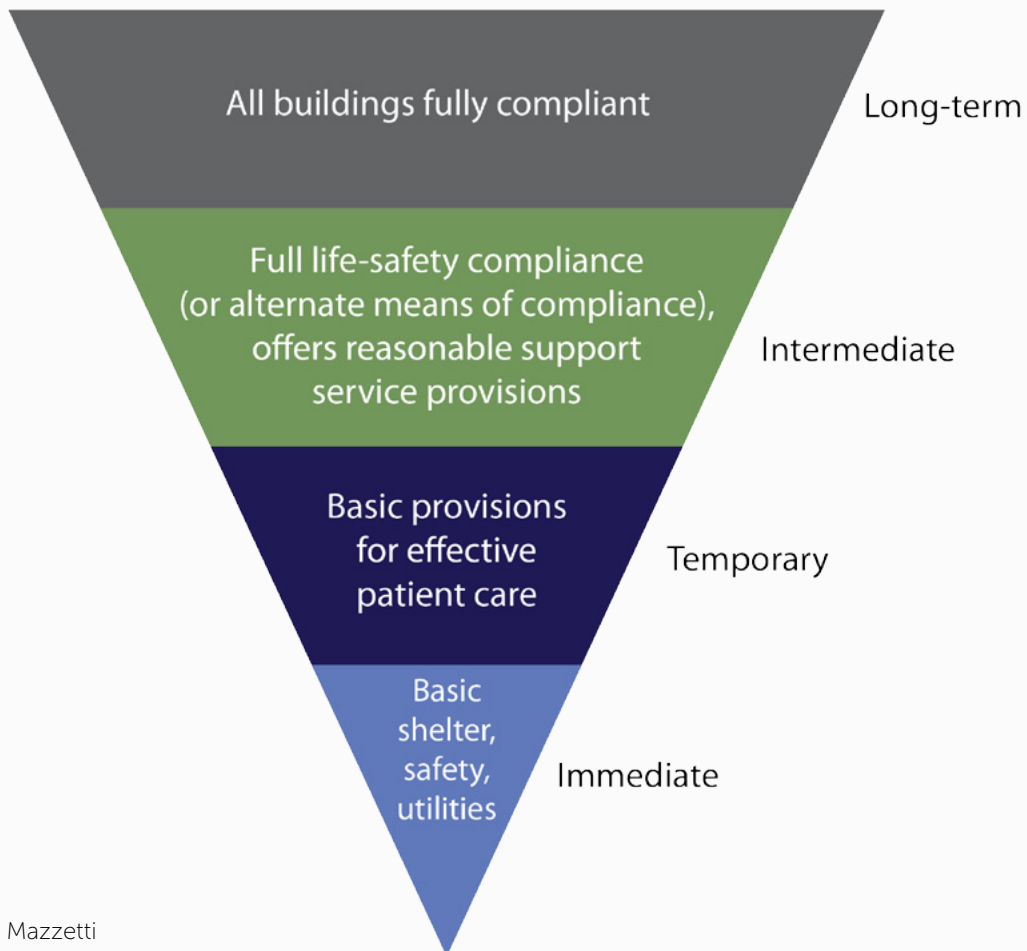 All buildings fully compliant
Long-term
Full life-safety compliance
(or alternate means of compliance),
offers reasonable support
service provisions
Intermediate
Basic provisions
for effective
patient care
Temporary
Basic
shelter,
safety,
utilities
Immediate
Mazzetti